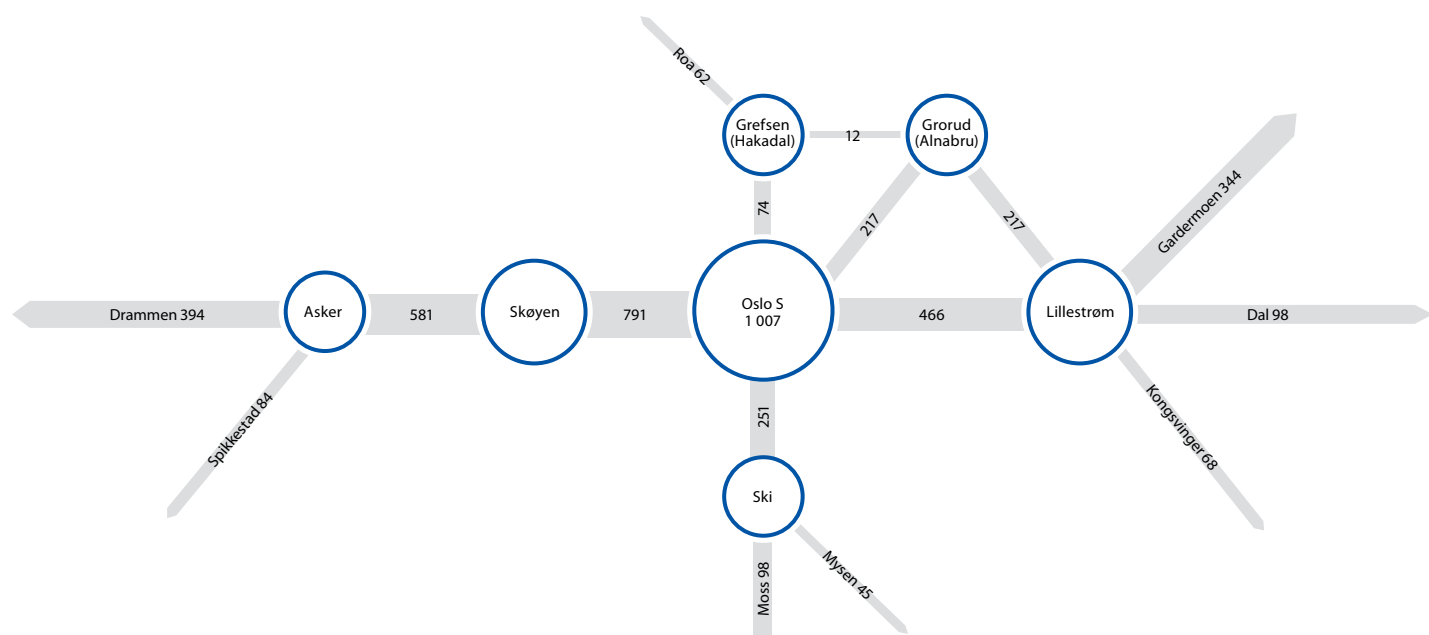 Roa 62
Grefsen
(Hakadal)
12
Grorud
(Alnabru)
74
217
217
Gardermoen 344
Drammen 394
Asker
581
Skøyen
791
Oslo S
1 007
466
Lillestrøm
Dal 98
Spikkestad 84
251
Kongsvinger 68
Ski
Moss 98
Mysen 45